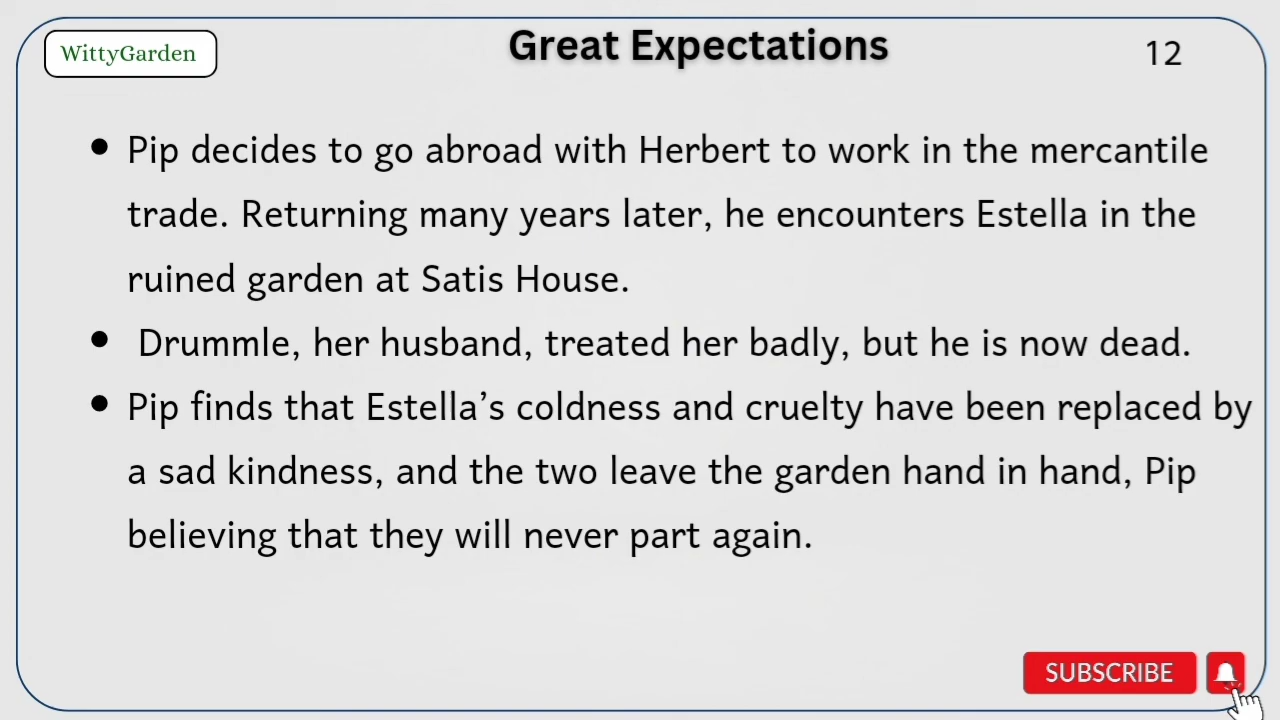 WittyGarden
Great Expectations
12
• Pip decides to go abroad with Herbert to work in the mercantile
trade. Returning many years later, he encounters Estella in the
ruined garden at Satis House.
• Drummle, her husband, treated her badly, but he is now dead.
• Pip finds that Estella’s coldness and cruelty have been replaced by
a sad kindness, and the two leave the garden hand in hand, Pip
believing that they will never part again.
SUBSCRIBE